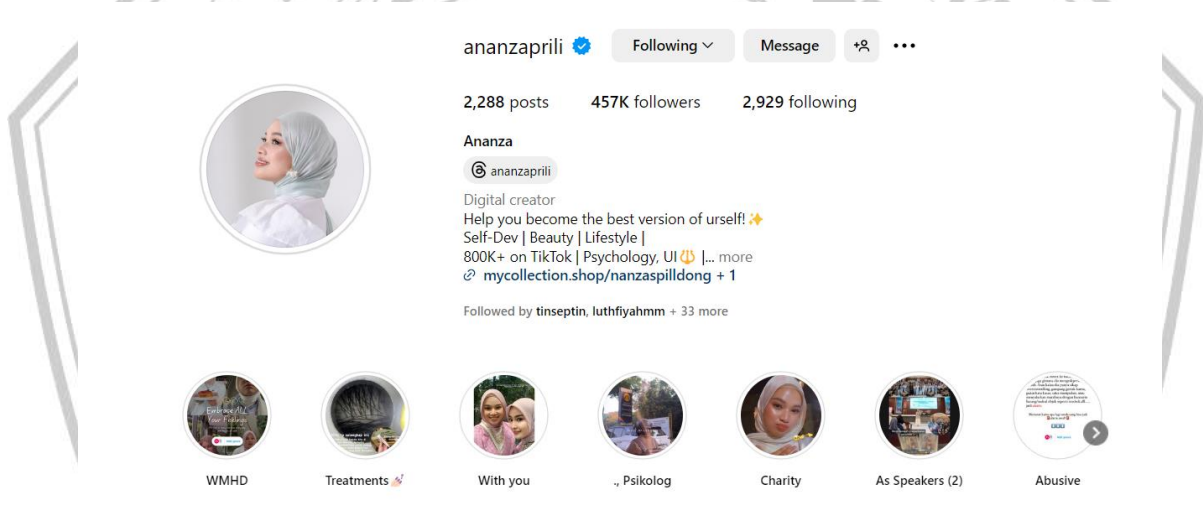 ananzaprili Following Message
2,288 posts 457K followers 2,929 following
Ananza
ananzaprili
Digital creator
Help you become the best version of urself!✨
Self-Dev | Beauty | Lifestyle |
800K+ on TikTok | Psychology, UI🔱 |... more
mycollection.shop/nanzaspilldong + 1
Followed by tinseptin, luthfiyahmm + 33 more
Embrace ALL
Your Feelings
WMHD Treatments💅🏻 With you ., Psikolog Charity As Speakers (2) Abusive